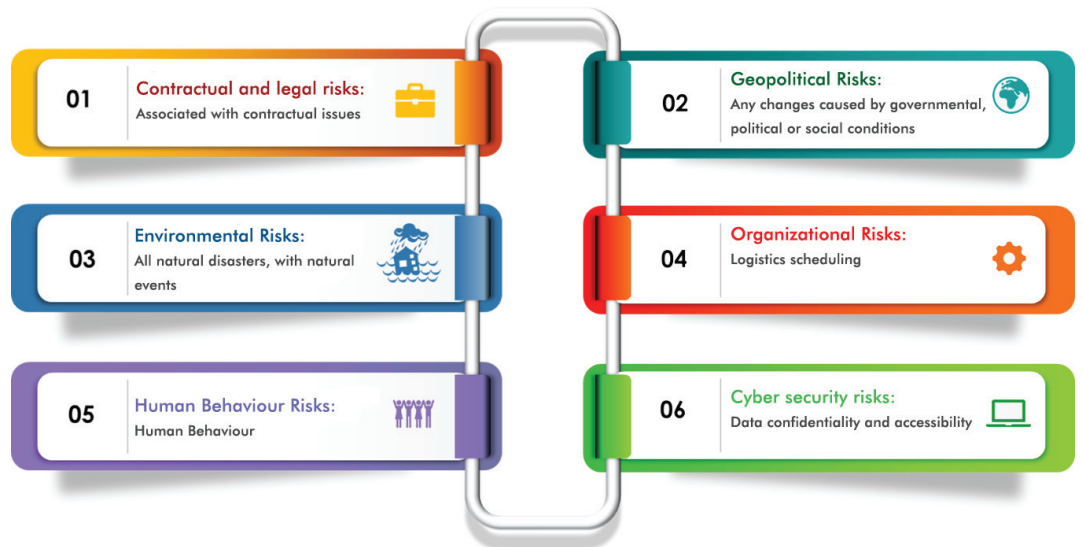 01
Contractual and legal risks:
Associated with contractual issues
02
Geopolitical Risks:
Any changes caused by governmental,
political or social conditions
03
Environmental Risks:
All natural disasters, with natural
events
04
Organizational Risks:
Logistics scheduling
05
Human Behaviour Risks:
Human Behaviour
06
Cyber security risks:
Data confidentiality and accessibility